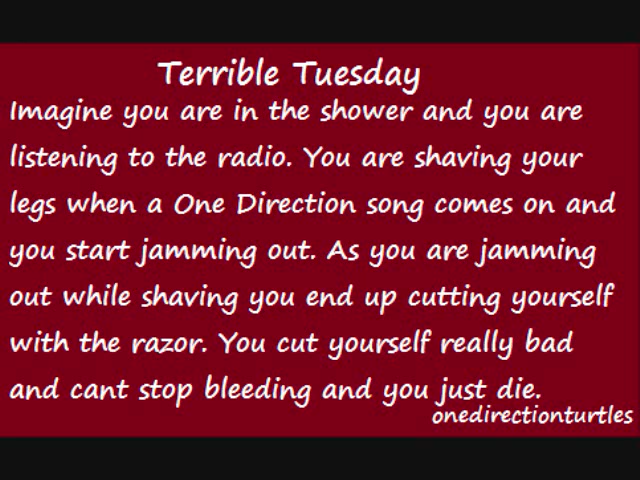 Terrible Tuesday
Imagine you are in the shower and you are
listening to the radio. You are shaving your
legs when a One Direction song comes on and
you start jamming out. As you are jamming
out while shaving you end up cutting yourself
with the razor. You cut yourself really bad
and cant stop bleeding and you just die.
onedirectionturtles